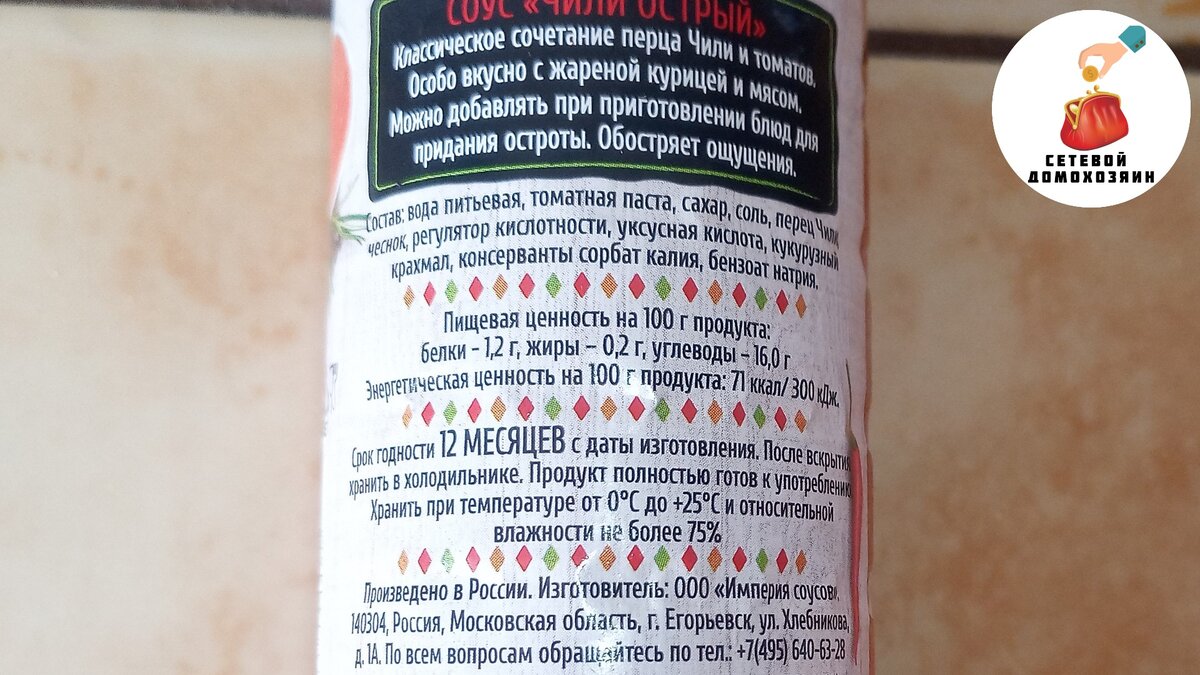 СОУС «ЧИЛИ ОСТРЫЙ»
Классическое сочетание перца Чили и томатов.
Особо вкусно с жареной курицей и мясом.
Можно добавлять при приготовлении блюд для
придания остроты. Обостряет ощущения.
Состав: вода питьевая, томатная паста, сахар, соль, перец Чили,
чеснок, регулятор кислотности, уксусная кислота, кукурузный
крахмал, консерванты сорбат калия, бензоат натрия.
Пищевая ценность на 100 г продукта:
белки - 1,2 г, жиры – 0,2 г, углеводы – 16,0 г
Энергетическая ценность на 100 г продукта: 71 ккал/ 300 кДж.
Срок годности 12 МЕСЯЦЕВ с даты изготовления. После вскрытия
хранить в холодильнике. Продукт полностью готов к употреблению.
Хранить при температуре от 0°С до +25°С и относительной
влажности не более 75%
Произведено в России. Изготовитель: ООО «Империя соусов».
140304, Россия, Московская область, г. Егорьевск, ул. Хлебникова,
д. 1А. По всем вопросам обращайтесь по тел.: +7(495) 640-63-28
СЕТЕВОЙ
ДОМОХОЗЯИН